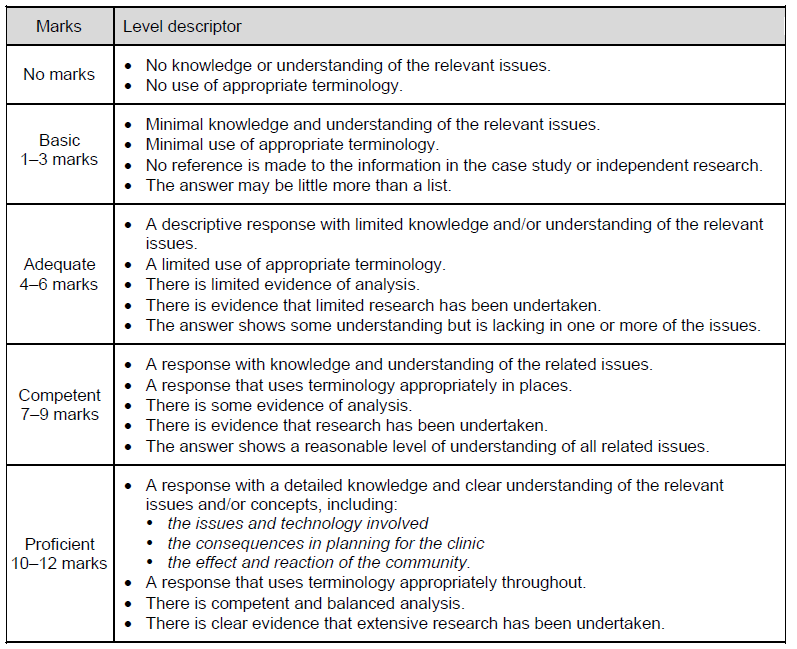 Marks Level descriptor
No marks
• No knowledge or understanding of the relevant issues.
• No use of appropriate terminology.
Basic
1–3 marks
• Minimal knowledge and understanding of the relevant issues.
• Minimal use of appropriate terminology.
• No reference is made to the information in the case study or independent research.
• The answer may be little more than a list.
Adequate
4–6 marks
• A descriptive response with limited knowledge and/or understanding of the relevant
issues.
• A limited use of appropriate terminology.
• There is limited evidence of analysis.
• There is evidence that limited research has been undertaken.
• The answer shows some understanding but is lacking in one or more of the issues.
Competent
7–9 marks
• A response with knowledge and understanding of the related issues.
• A response that uses terminology appropriately in places.
• There is some evidence of analysis.
• There is evidence that research has been undertaken.
• The answer shows a reasonable level of understanding of all related issues.
Proficient
10–12 marks
• A response with a detailed knowledge and clear understanding of the relevant
issues and/or concepts, including:
• the issues and technology involved
• the consequences in planning for the clinic
• the effect and reaction of the community.
• A response that uses terminology appropriately throughout.
• There is competent and balanced analysis.
• There is clear evidence that extensive research has been undertaken.